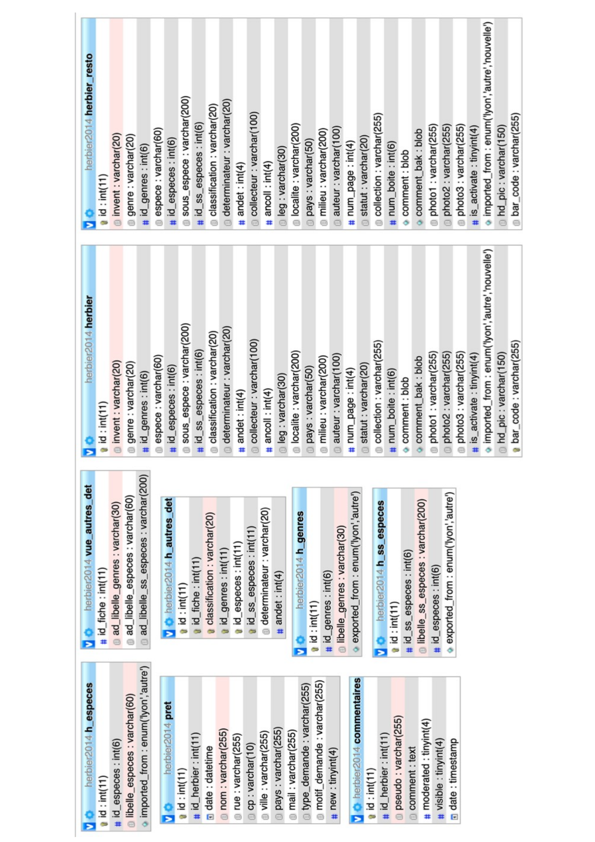 herbier2014 h_especes
id : int(11)
id_especes : int(6)
libelle_especes : varchar(60)
imported_from : enum('lyon','autre')
herbier2014 vue_autres_det
id_fiche : int(11)
ad_libelle_genres : varchar(30)
ad_libelle_especes : varchar(60)
ad_libelle_ss_especes : varchar(200)
herbier2014 herbier
id : int(11)
invent : varchar(20)
genre : varchar(20)
id_genres : int(6)
espece : varchar(60)
id_especes : int(6)
sous_espece : varchar(200)
id_ss_especes : int(6)
classification : varchar(20)
determinateur : varchar(20)
andet : int(4)
collecteur : varchar(100)
ancoll : int(4)
leg : varchar(30)
localite : varchar(200)
pays : varchar(50)
milieu : varchar(200)
auteur : varchar(100)
num_page : int(4)
statut : varchar(20)
collection : varchar(255)
num_boite : int(6)
comment : blob
comment_bak : blob
photo1 : varchar(255)
photo2 : varchar(255)
photo3 : varchar(255)
is_activate : tinyint(4)
imported_from : enum('lyon','autre','nouvelle')
hd_pic : varchar(150)
bar_code : varchar(255)
herbier2014 herbier_resto
id : int(11)
invent : varchar(20)
genre : varchar(20)
id_genres : int(6)
espece : varchar(60)
id_especes : int(6)
sous_espece : varchar(200)
id_ss_especes : int(6)
classification : varchar(20)
determinateur : varchar(20)
andet : int(4)
collecteur : varchar(100)
ancoll : int(4)
leg : varchar(30)
localite : varchar(200)
pays : varchar(50)
milieu : varchar(200)
auteur : varchar(100)
num_page : int(4)
statut : varchar(20)
collection : varchar(255)
num_boite : int(6)
comment : blob
comment_bak : blob
photo1 : varchar(255)
photo2 : varchar(255)
photo3 : varchar(255)
is_activate : tinyint(4)
imported_from : enum('lyon','autre','nouvelle')
hd_pic : varchar(150)
bar_code : varchar(255)
herbier2014 pret
id : int(11)
id_herbier : int(11)
date : datetime
nom : varchar(255)
rue : varchar(255)
cp : varchar(10)
ville : varchar(255)
pays : varchar(255)
mail : varchar(255)
type_demande : varchar(255)
motif_demande : varchar(255)
new : tinyint(4)
herbier2014 h_autres_det
id : int(11)
id_fiche : int(11)
classification : varchar(20)
id_genres : int(11)
id_especes : int(11)
id_ss_especes : int(11)
determinateur : varchar(20)
andet : int(4)
herbier2014 h_genres
id : int(11)
id_genres : int(6)
libelle_genres : varchar(30)
exported_from : enum('lyon','autre')
herbier2014 commentaires
id : int(11)
id_herbier : int(11)
pseudo : varchar(255)
comment : text
moderated : tinyint(4)
visible : tinyint(4)
date : timestamp
herbier2014 h_ss_especes
id : int(11)
id_ss_especes : int(6)
libelle_ss_especes : varchar(200)
id_especes : int(6)
exported_from : enum('lyon','autre')